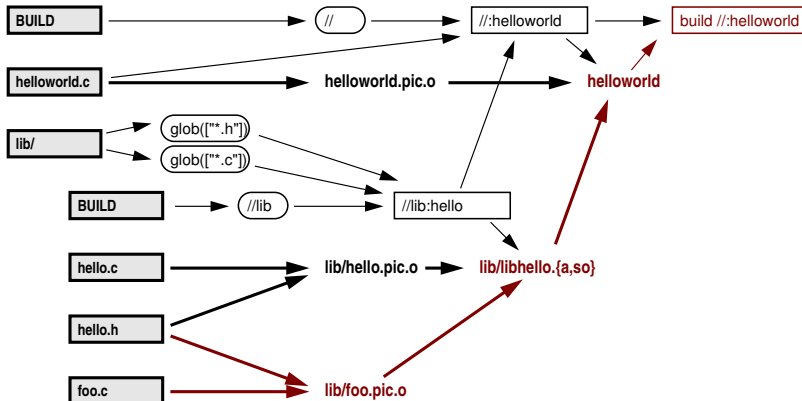 BUILD
//
//:helloworld
build //:helloworld
helloworld.c
helloworld.pic.o
helloworld
glob(["*.h"])
lib/
glob(["*.c"])
BUILD
//lib
//lib:hello
hello.c
lib/hello.pic.o
lib/libhello.{a,so}
hello.h
foo.c
lib/foo.pic.o